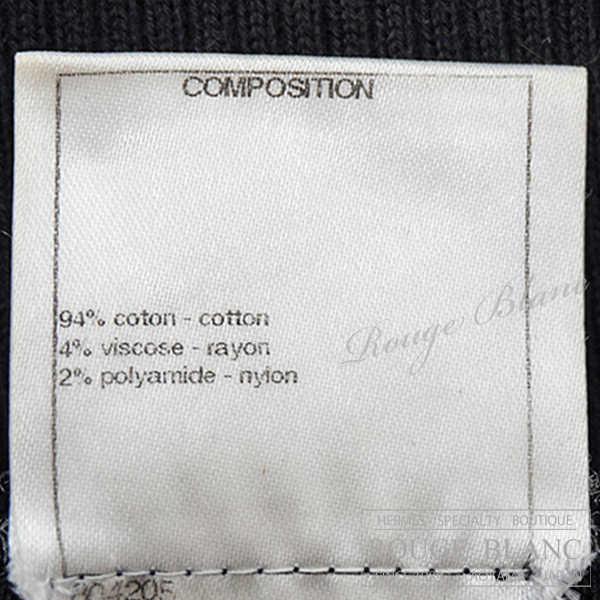 COMPOSITION
94% coton - cotton
4% viscose - rayon
2% polyamide - nylon
Rouge Blanc
HERMES SPECIALTY BOUTIQUE
ROUGE BLANC